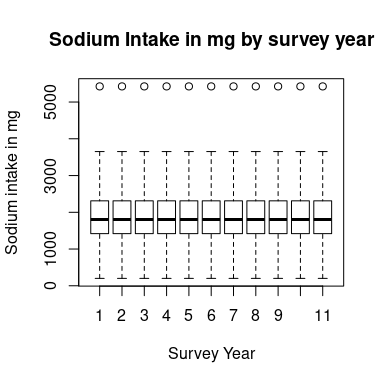 Sodium Intake in mg by survey year
Sodium intake in mg
5000
3000
1000
0
1 2 3 4 5 6 7 8 9 11
Survey Year